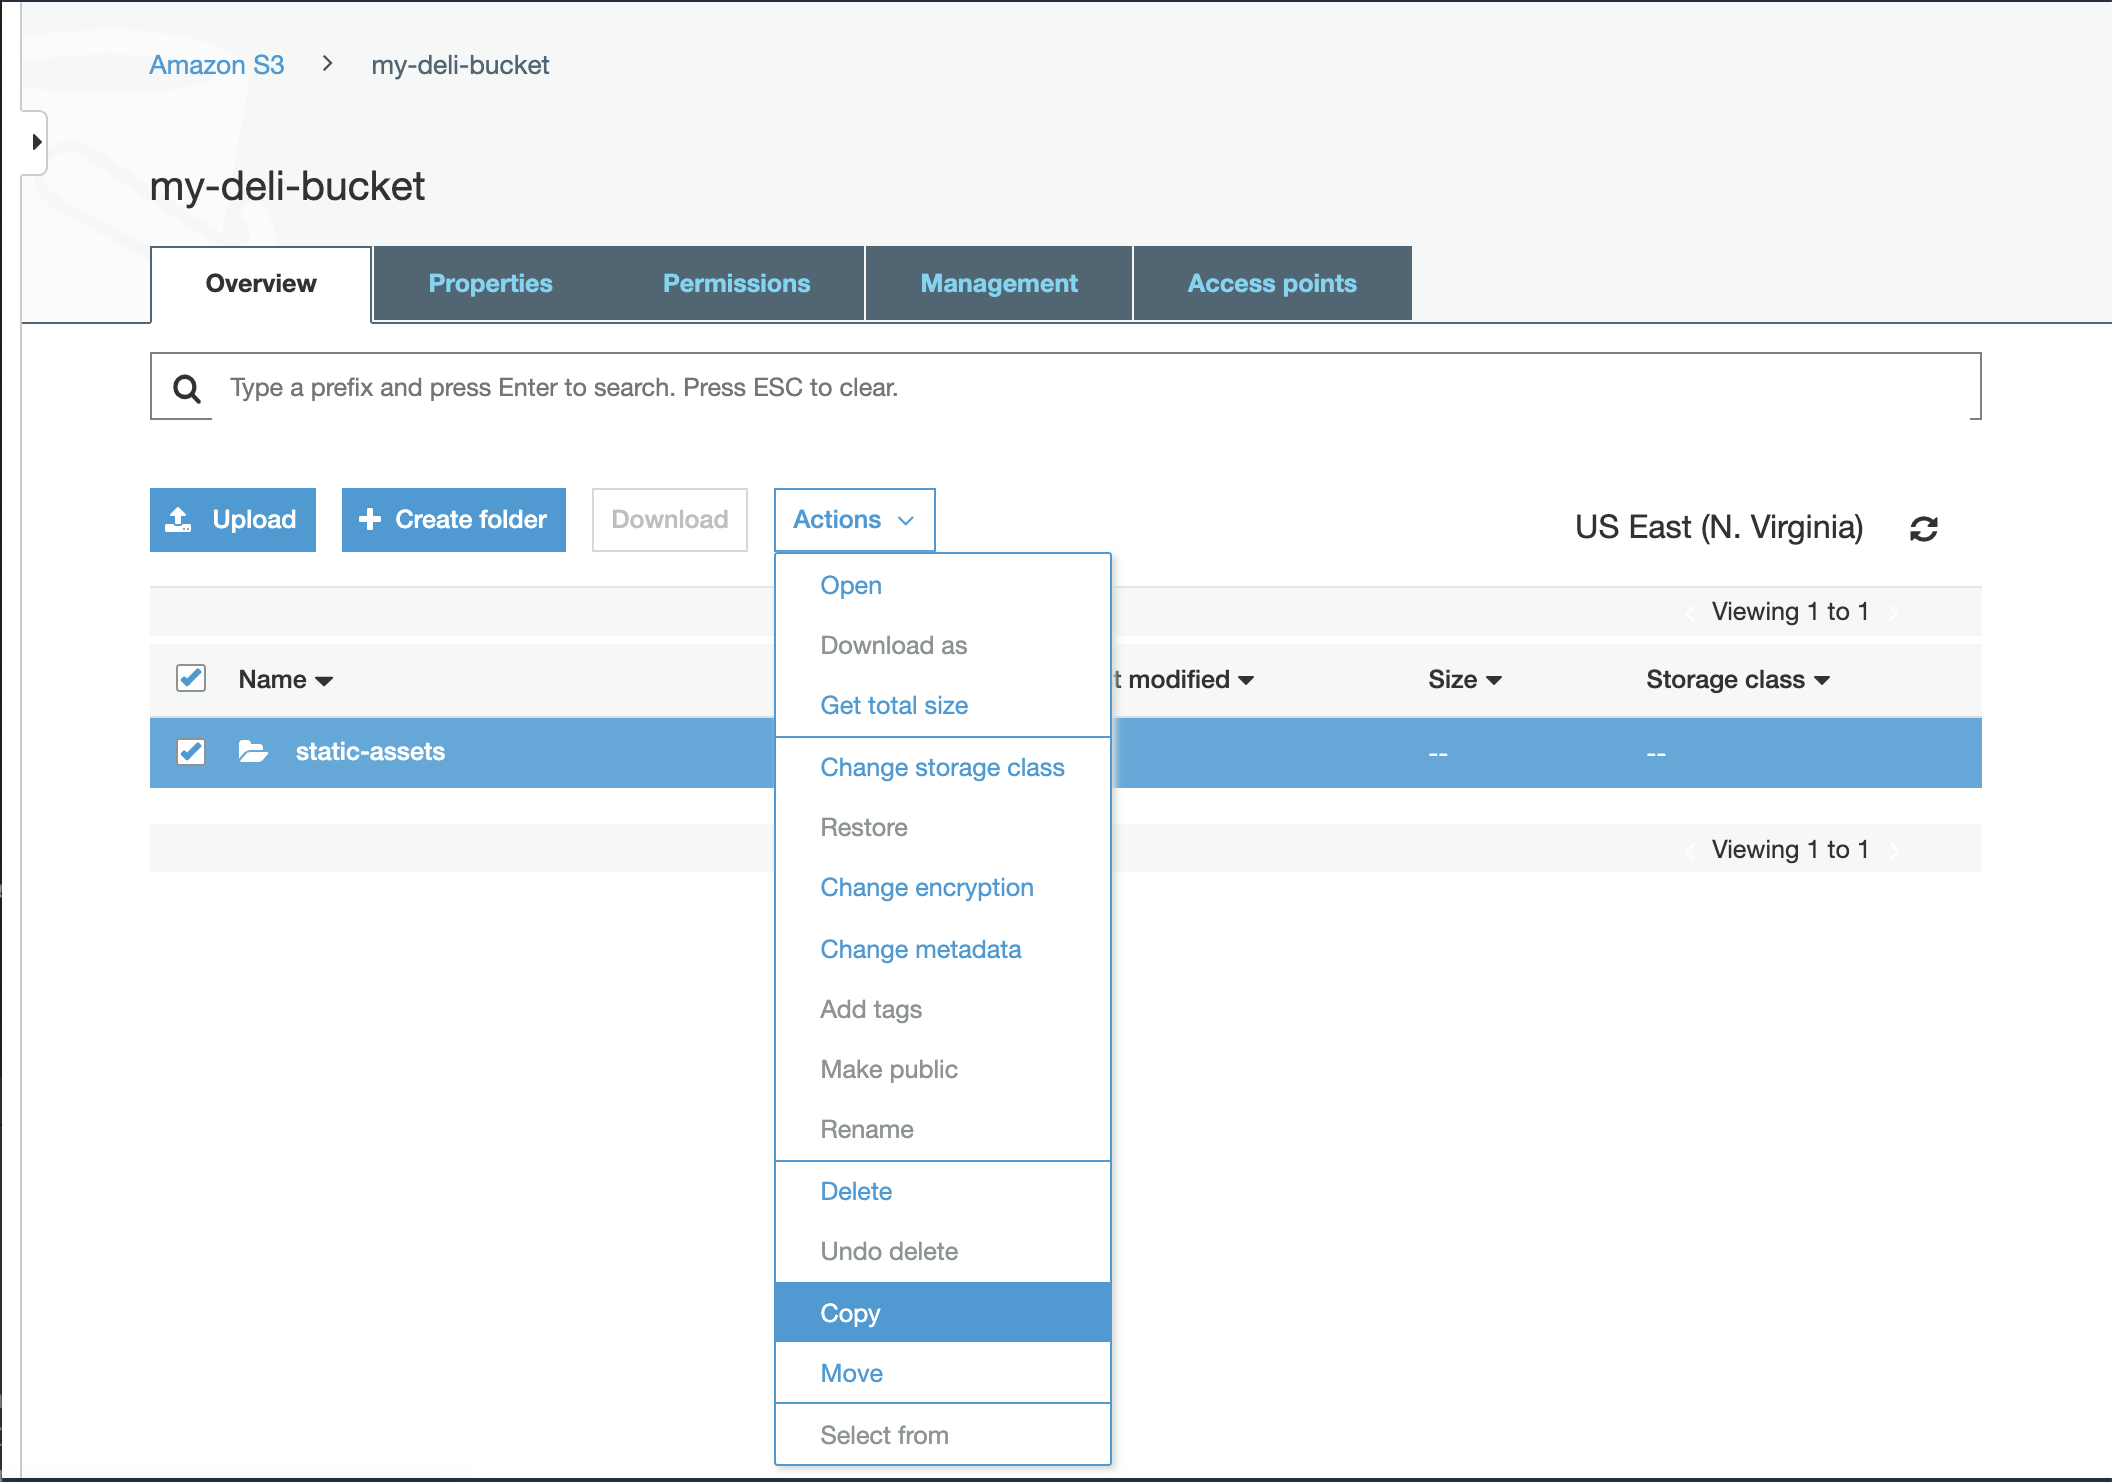 Amazon S3 > my-deli-bucket
my-deli-bucket
Overview Properties Permissions Management Access points
Type a prefix and press Enter to search. Press ESC to clear.
Upload Create folder Download Actions US East (N. Virginia)
Viewing 1 to 1
Name t modified Size Storage class
static-assets -- --
Viewing 1 to 1
Open
Download as
Get total size
Change storage class
Restore
Change encryption
Change metadata
Add tags
Make public
Rename
Delete
Undo delete
Copy
Move
Select from